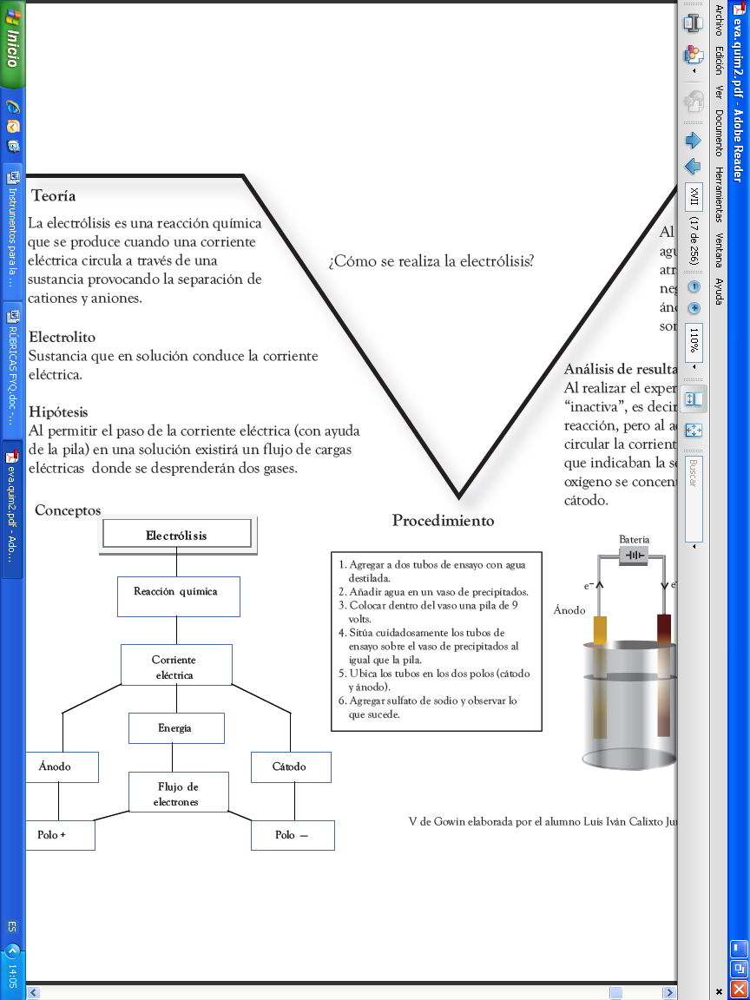 eva.quim2.pdf - Adobe Reader
Archivo Edición Ver Documento Herramientas Ventana Ayuda
XVII (17 de 256) 110% Buscar
¿Cómo se realiza la electrólisis?
Teoría
La electrólisis es una reacción química
que se produce cuando una corriente
eléctrica circula a través de una
sustancia provocando la separación de
cationes y aniones.
Electrolito
Sustancia que en solución conduce la corriente
eléctrica.
Hipótesis
Al permitir el paso de la corriente eléctrica (con ayuda
de la pila) en una solución existirá un flujo de cargas
eléctricas donde se desprenderán dos gases.
Conceptos
Electrólisis
Reacción química
Corriente
eléctrica
Energía
Ánodo
Cátodo
Flujo de
electrones
Polo +
Polo —
Procedimiento
1. Agregar a dos tubos de ensayo con agua
destilada.
2. Añadir agua en un vaso de precipitados.
3. Colocar dentro del vaso una pila de 9
volts.
4. Sitúa cuidadosamente los tubos de
ensayo sobre el vaso de precipitados al
igual que la pila.
5. Ubica los tubos en los dos polos (cátodo
y ánodo).
6. Agregar sulfato de sodio y observar lo
que sucede.
Al
agu
atr
neg
áno
son
Análisis de resulta
Al realizar el exper
“inactiva”, es decir
reacción, pero al a
circular la corrient
que indicaban la se
oxígeno se concent
cátodo.
Batería
e⁻
e⁻
Ánodo
V de Gowin elaborada por el alumno Luis Iván Calixto Ju
Inicio
Instrumentos para la ...
RÚBRICAS FYQ.doc - ...
eva.quim2.pdf - Ado...
ES
14:05